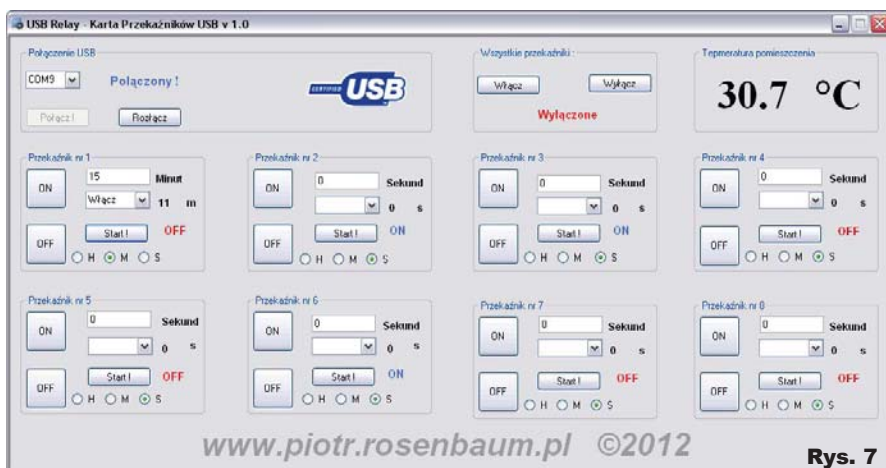 USB Relay - Karta Przekaźników USB v 1.0
Połączenie USB
COM9
Połączony !
Połącz !
Rozłącz
CERTIFIED USB
Wszystkie przekaźniki :
Włącz
Wyłącz
Wyłączone
Tepmeratura pomieszczenia
30.7 °C
Przekaźnik nr 1
ON
15
Minut
Włącz
11 m
OFF
Start !
OFF
H M S
Przekaźnik nr 2
ON
0
Sekund
0 s
OFF
Start !
ON
H M S
Przekaźnik nr 3
ON
0
Sekund
0 s
OFF
Start !
ON
H M S
Przekaźnik nr 4
ON
0
Sekund
0 s
OFF
Start !
OFF
H M S
Przekaźnik nr 5
ON
0
Sekund
0 s
OFF
Start !
OFF
H M S
Przekaźnik nr 6
ON
0
Sekund
0 s
OFF
Start !
ON
H M S
Przekaźnik nr 7
ON
0
Sekund
0 s
OFF
Start !
OFF
H M S
Przekaźnik nr 8
ON
0
Sekund
0 s
OFF
Start !
OFF
H M S
www.piotr.rosenbaum.pl ©2012
Rys. 7